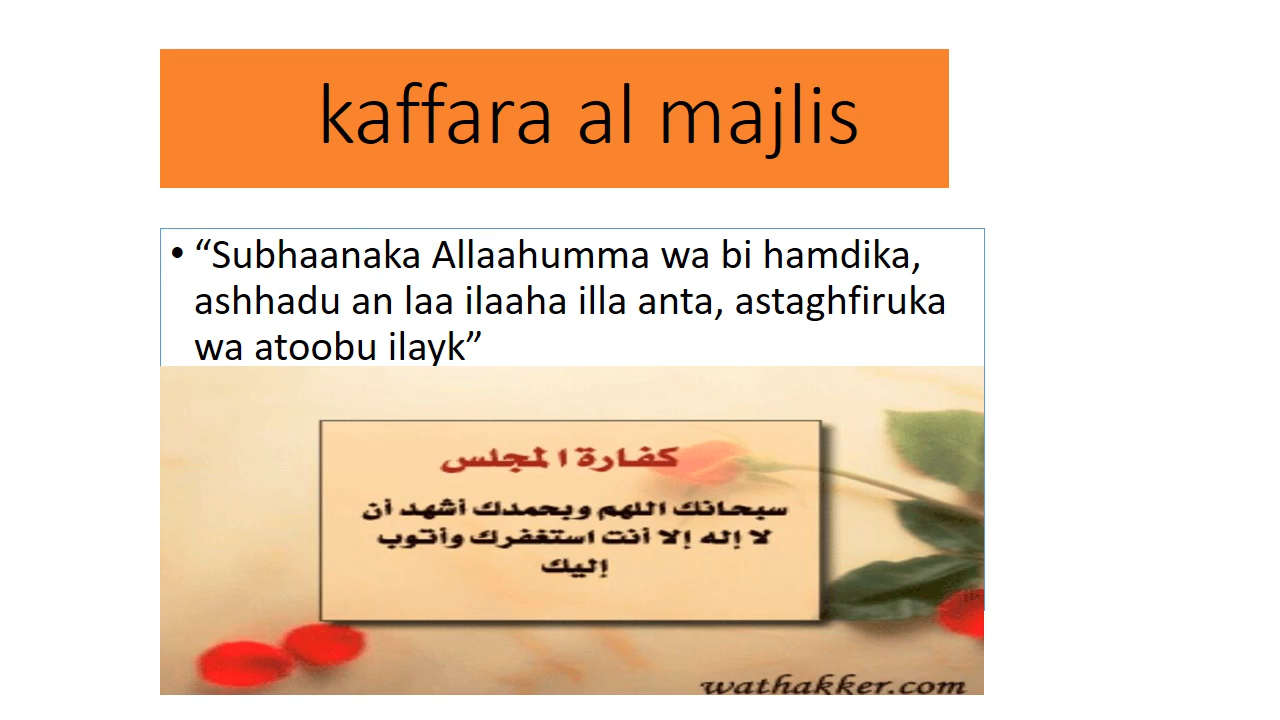 kaffara al majlis
• “Subhaanaka Allaahumma wa bi hamdika,
ashhadu an laa ilaaha illa anta, astaghfiruka
wa atoobu ilayk”
كفارة المجلس
سبحانك اللهم وبحمدك أشهد أن
لا إله إلا أنت استغفرك وأتوب
إليك
wathakker.com